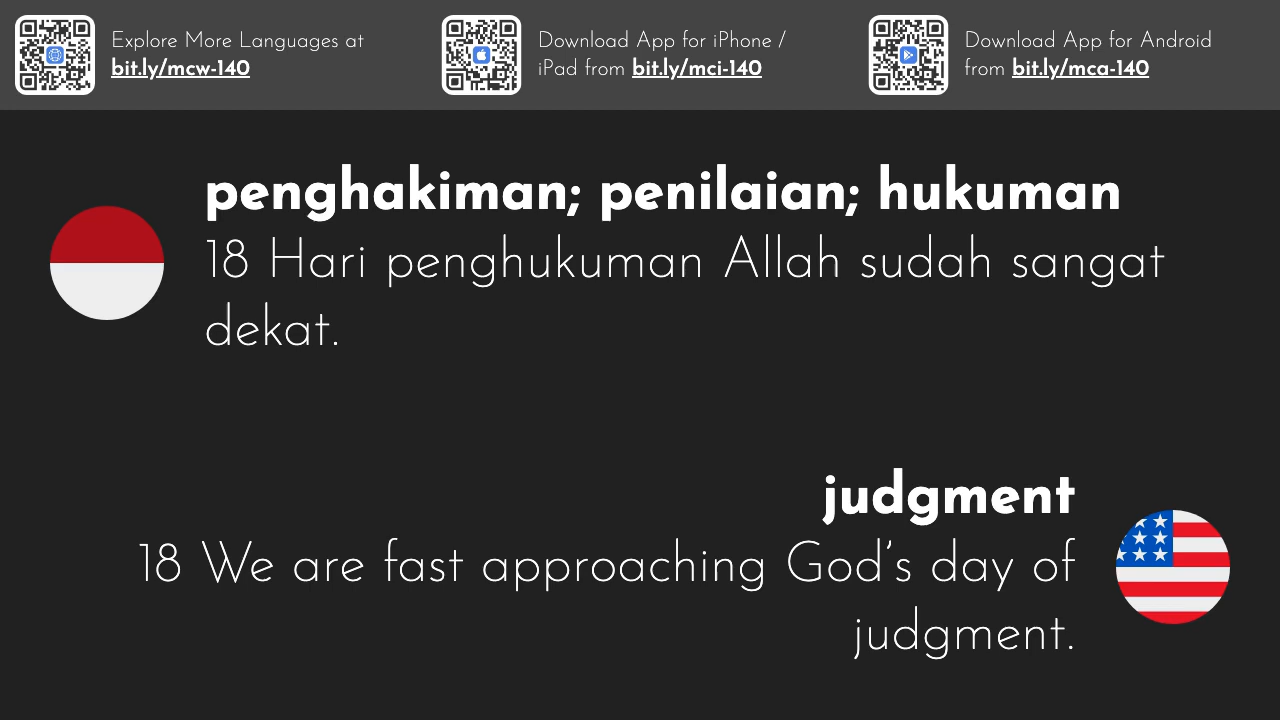 Explore More Languages at
bit.ly/mcw-140
Download App for iPhone /
iPad from bit.ly/mci-140
Download App for Android
from bit.ly/mca-140
penghakiman; penilaian; hukuman
18 Hari penghukuman Allah sudah sangat
dekat.
judgment
18 We are fast approaching God’s day of
judgment.